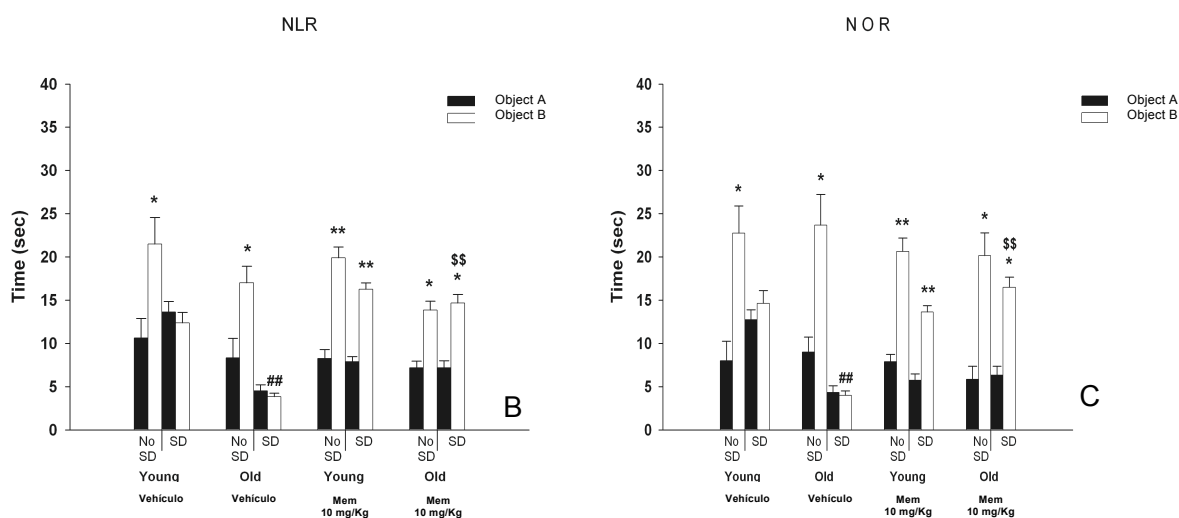 NLR
40
35
30
25
20
15
10
5
0
Time (sec)
Object A
Object B
*
*
**
**
*
$$
*
##
B
No SD
SD
No SD
SD
No SD
SD
No SD
SD
Young
Old
Young
Old
Vehículo
Vehículo
Mem
10 mg/Kg
Mem
10 mg/Kg
N O R
40
35
30
25
20
15
10
5
0
Time (sec)
Object A
Object B
*
*
**
**
*
$$
*
##
C
No SD
SD
No SD
SD
No SD
SD
No SD
SD
Young
Old
Young
Old
Vehículo
Vehículo
Mem
10 mg/Kg
Mem
10 mg/Kg